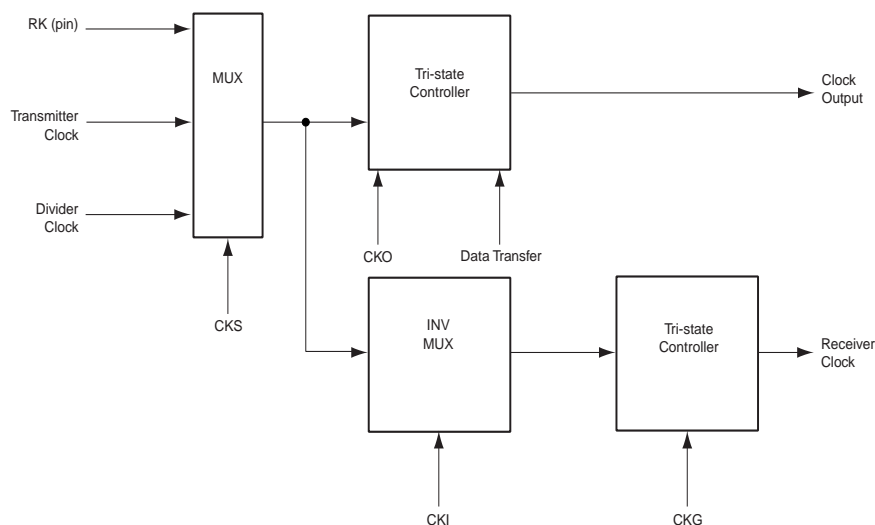 RK (pin)
MUX
Tri-state
Controller
Clock
Output
Transmitter
Clock
Divider
Clock
CKO
Data Transfer
CKS
INV
MUX
Tri-state
Controller
Receiver
Clock
CKI
CKG